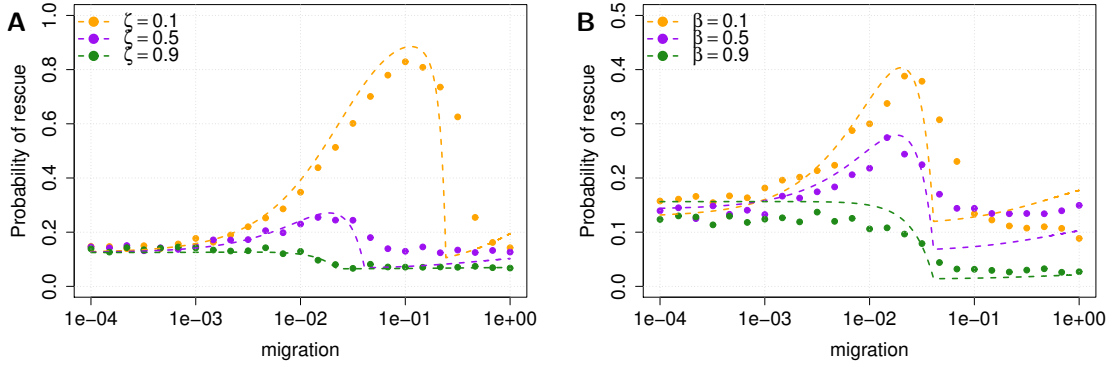 A
ζ = 0.1
ζ = 0.5
ζ = 0.9
Probability of rescue
1.0
0.8
0.6
0.4
0.2
0.0
1e−04
1e−03
1e−02
1e−01
1e+00
migration
B
β = 0.1
β = 0.5
β = 0.9
Probability of rescue
0.5
0.4
0.3
0.2
0.1
0.0
1e−04
1e−03
1e−02
1e−01
1e+00
migration